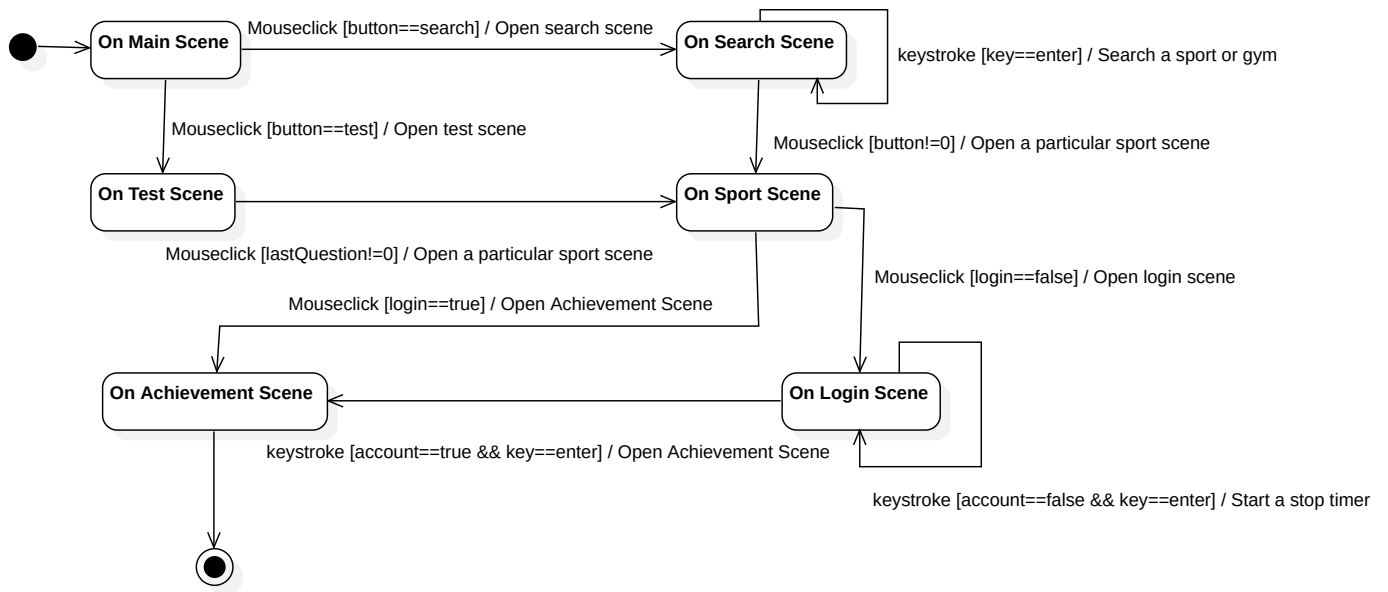 Mouseclick [button==search] / Open search scene
On Main Scene
On Search Scene
keystroke [key==enter] / Search a sport or gym
Mouseclick [button==test] / Open test scene
Mouseclick [button!=0] / Open a particular sport scene
On Test Scene
On Sport Scene
Mouseclick [lastQuestion!=0] / Open a particular sport scene
Mouseclick [login==false] / Open login scene
Mouseclick [login==true] / Open Achievement Scene
On Achievement Scene
On Login Scene
keystroke [account==true && key==enter] / Open Achievement Scene
keystroke [account==false && key==enter] / Start a stop timer